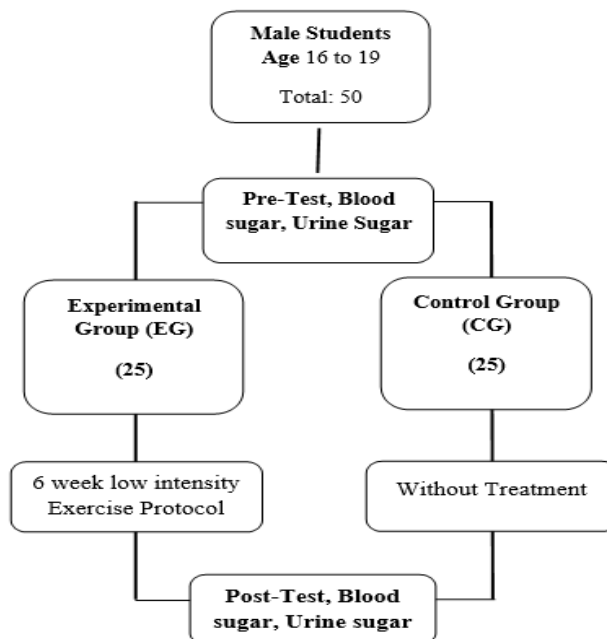 Male Students
Age 16 to 19
Total: 50
Pre-Test, Blood
sugar, Urine Sugar
Experimental
Group (EG)
(25)
Control Group
(CG)
(25)
6 week low intensity
Exercise Protocol
Without Treatment
Post-Test, Blood
sugar, Urine sugar